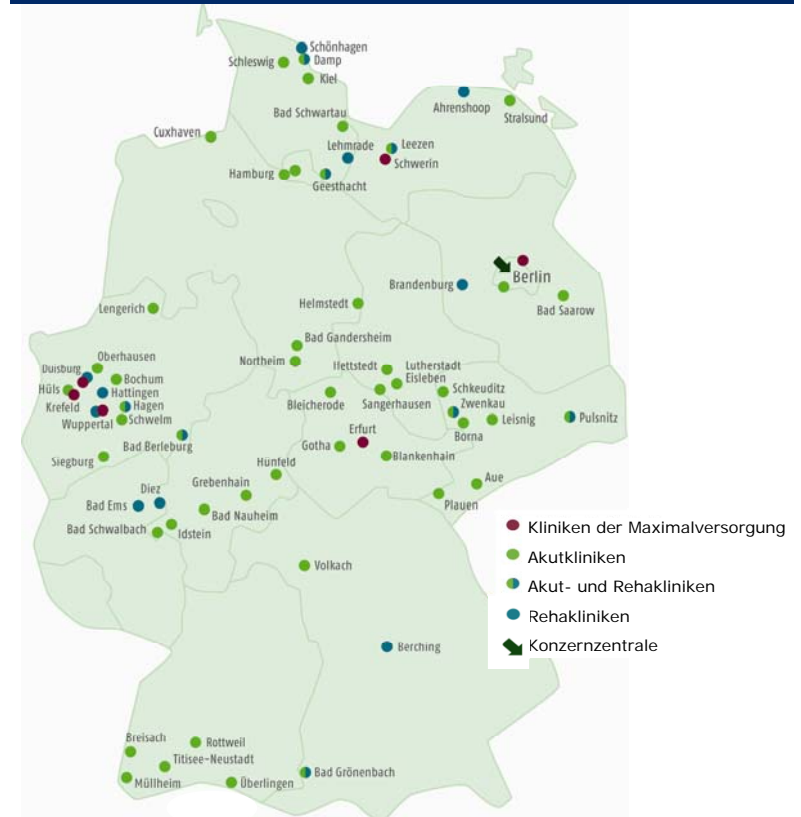 Schönhagen
Schleswig
Damp
Kiel
Ahrenshoop
Stralsund
Bad Schwartau
Cuxhaven
Lehmrade
Leezen
Schwerin
Hamburg
Geesthacht
Berlin
Brandenburg
Bad Saarow
Helmstedt
Lengerich
Bad Gandersheim
Northeim
Oberhausen
Duisburg
Bochum
Hüls
Hattingen
Krefeld
Hagen
Wuppertal
Schwelm
Bad Berleburg
Siegburg
Hettstedt
Lutherstadt
Eisleben
Schkeuditz
Bleicherode
Sangerhausen
Zwenkau
Leisnig
Pulsnitz
Borna
Erfurt
Gotha
Blankenhain
Hünfeld
Aue
Plauen
Grebenhain
Diez
Bad Ems
Bad Nauheim
Bad Schwalbach
Idstein
Volkach
Berching
Breisach
Rottweil
Titisee-Neustadt
Müllheim
Überlingen
Bad Grönenbach
Kliniken der Maximalversorgung
Akutkliniken
Akut- und Rehakliniken
Rehakliniken
Konzernzentrale